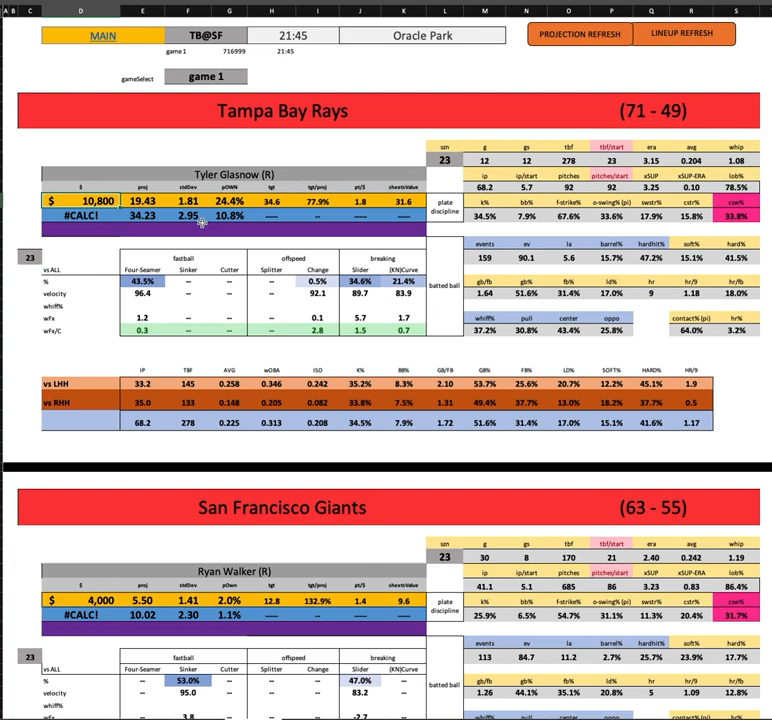 A B C D E F G H I J K L M N O P Q R S
MAIN TB@SF 21:45 Oracle Park PROJECTION REFRESH LINEUP REFRESH
game 1 716999 21:45
gameSelect game 1
Tampa Bay Rays (71 - 49)
szn g gs tbf tbf/start era avg whip
23 12 12 278 23 3.15 0.204 1.08
Tyler Glasnow (R) ip ip/start pitches pitches/start xSUP xSUP-ERA lob%
$ proj stdDev pOWN tgt tgt/proj pt/$ sheetsValue 68.2 5.7 92 92 3.25 0.10 78.5%
$ 10,800 19.43 1.81 24.4% 34.6 77.9% 1.8 31.6 plate discipline k% bb% f-strike% o-swing% (pi) swstr% cstr% csw%
#CALC! 34.23 2.95 10.8% ---- ---- -- ---- 34.5% 7.9% 67.6% 33.6% 17.9% 15.8% 33.8%
events ev la barrel% hardhit% soft% hard%
23 fastball offspeed breaking 159 90.1 5.6 15.7% 47.2% 15.1% 41.5%
vs ALL Four-Seamer Sinker Cutter Splitter Change Slider (KN)Curve
% 43.5% -- -- -- 0.5% 34.6% 21.4% batted ball gb/fb gb% fb% ld% hr hr/9 hr/fb
velocity 96.4 -- -- -- 92.1 89.7 83.9 1.64 51.6% 31.4% 17.0% 9 1.18 18.0%
whiff%
wFx 1.2 -- -- -- 0.1 5.7 1.7 whiff% pull center oppo contact% (pi) hr%
wFx/C 0.3 -- -- -- 2.8 1.5 0.7 37.2% 30.8% 43.4% 25.8% 64.0% 3.2%
IP TBF AVG wOBA ISO K% BB% GB/FB GB% FB% LD% SOFT% HARD% HR/9
vs LHH 33.2 145 0.258 0.346 0.242 35.2% 8.3% 2.10 53.7% 25.6% 20.7% 12.2% 45.1% 1.9
vs RHH 35.0 133 0.148 0.205 0.082 33.8% 7.5% 1.31 49.4% 37.7% 13.0% 18.2% 37.7% 0.5
68.2 278 0.225 0.313 0.208 34.5% 7.9% 1.72 51.6% 31.4% 17.0% 15.1% 41.6% 1.17
San Francisco Giants (63 - 55)
szn g gs tbf tbf/start era avg whip
23 30 8 170 21 2.40 0.242 1.19
Ryan Walker (R) ip ip/start pitches pitches/start xSUP xSUP-ERA lob%
$ proj stdDev pOwn tgt tgt/proj pt/$ sheetsValue 41.1 5.1 685 86 3.23 0.83 86.4%
$ 4,000 5.50 1.41 2.0% 12.8 132.9% 1.4 9.6 plate discipline k% bb% f-strike% o-swing% (pi) swstr% cstr% csw%
#CALC! 10.02 2.30 1.1% ---- ---- -- ---- 25.9% 6.5% 54.7% 31.1% 11.3% 20.4% 31.7%
events ev la barrel% hardhit% soft% hard%
23 fastball offspeed breaking 113 84.7 11.2 2.7% 25.7% 23.9% 17.7%
vs ALL Four-Seamer Sinker Cutter Splitter Change Slider (KN)Curve
% -- 53.0% -- -- -- 47.0% -- batted ball gb/fb gb% fb% ld% hr hr/9 hr/fb
velocity -- 95.0 -- -- -- 83.2 -- 1.26 44.1% 35.1% 20.8% 5 1.09 12.8%
whiff%
wFx -- 3.8 -- -- -- -2.7 -- whiff% pull center oppo contact% (pi) hr%